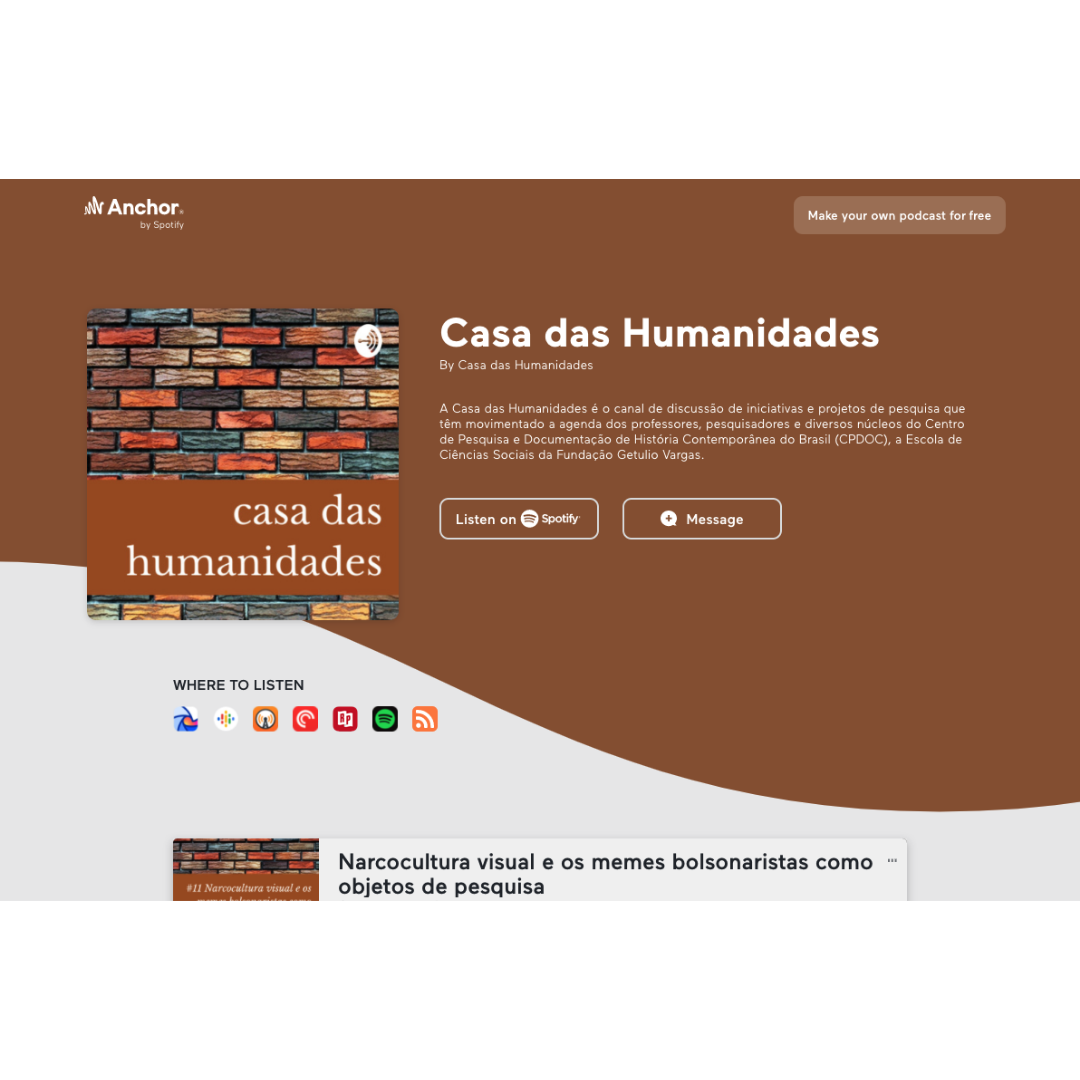 Anchor
by Spotify
Make your own podcast for free
casa das
humanidades
Casa das Humanidades
By Casa das Humanidades
A Casa das Humanidades é o canal de discussão de iniciativas e projetos de pesquisa que
têm movimentado a agenda dos professores, pesquisadores e diversos núcleos do Centro
de Pesquisa e Documentação de História Contemporânea do Brasil (CPDOC), a Escola de
Ciências Sociais da Fundação Getulio Vargas.
Listen on Spotify
Message
WHERE TO LISTEN
#11 Narcocultura visual e os
memes bolsonaristas como
Narcocultura visual e os memes bolsonaristas como
objetos de pesquisa